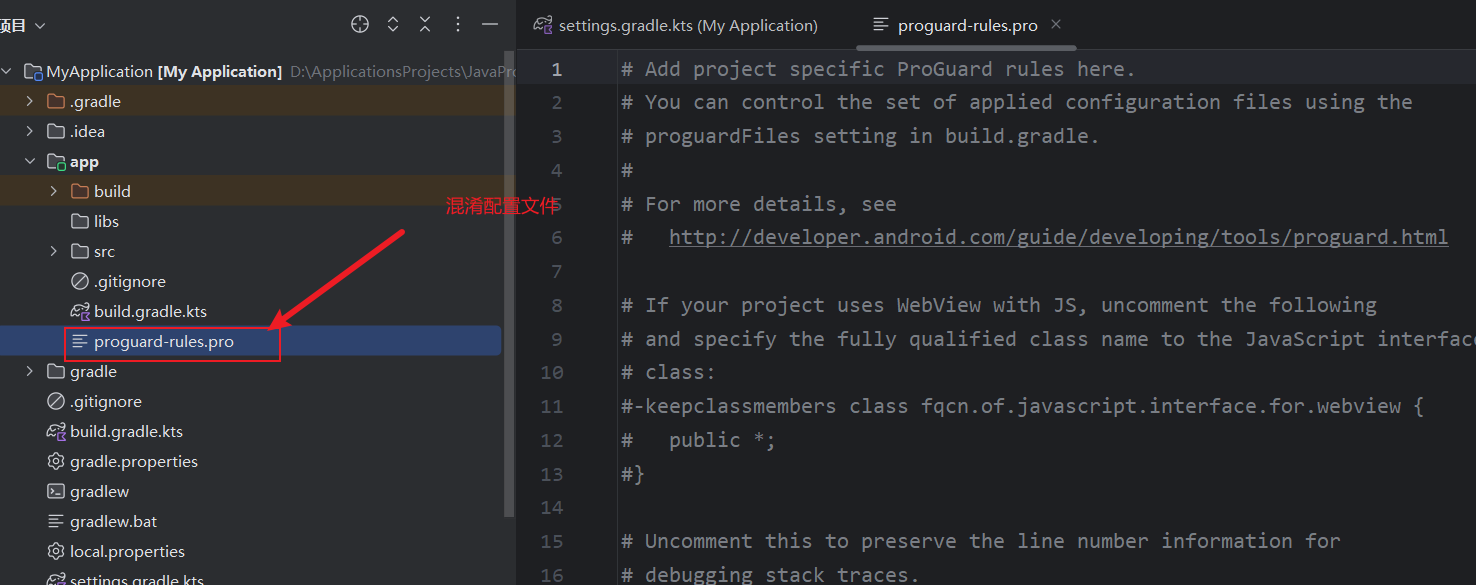 项目
MyApplication [My Application] D:\ApplicationsProjects\JavaPro
.gradle
.idea
app
build
libs
src
.gitignore
build.gradle.kts
proguard-rules.pro
gradle
.gitignore
build.gradle.kts
gradle.properties
gradlew
gradlew.bat
local.properties
settings.gradle.kts
混淆配置文件
settings.gradle.kts (My Application)
proguard-rules.pro
1 # Add project specific ProGuard rules here.
2 # You can control the set of applied configuration files using the
3 # proguardFiles setting in build.gradle.
4 #
5 # For more details, see
6 #   http://developer.android.com/guide/developing/tools/proguard.html
7
8 # If your project uses WebView with JS, uncomment the following
9 # and specify the fully qualified class name to the JavaScript interface
10 # class:
11 #-keepclassmembers class fqcn.of.javascript.interface.for.webview {
12 #   public *;
13 #}
14
15 # Uncomment this to preserve the line number information for
16 # debugging stack traces.